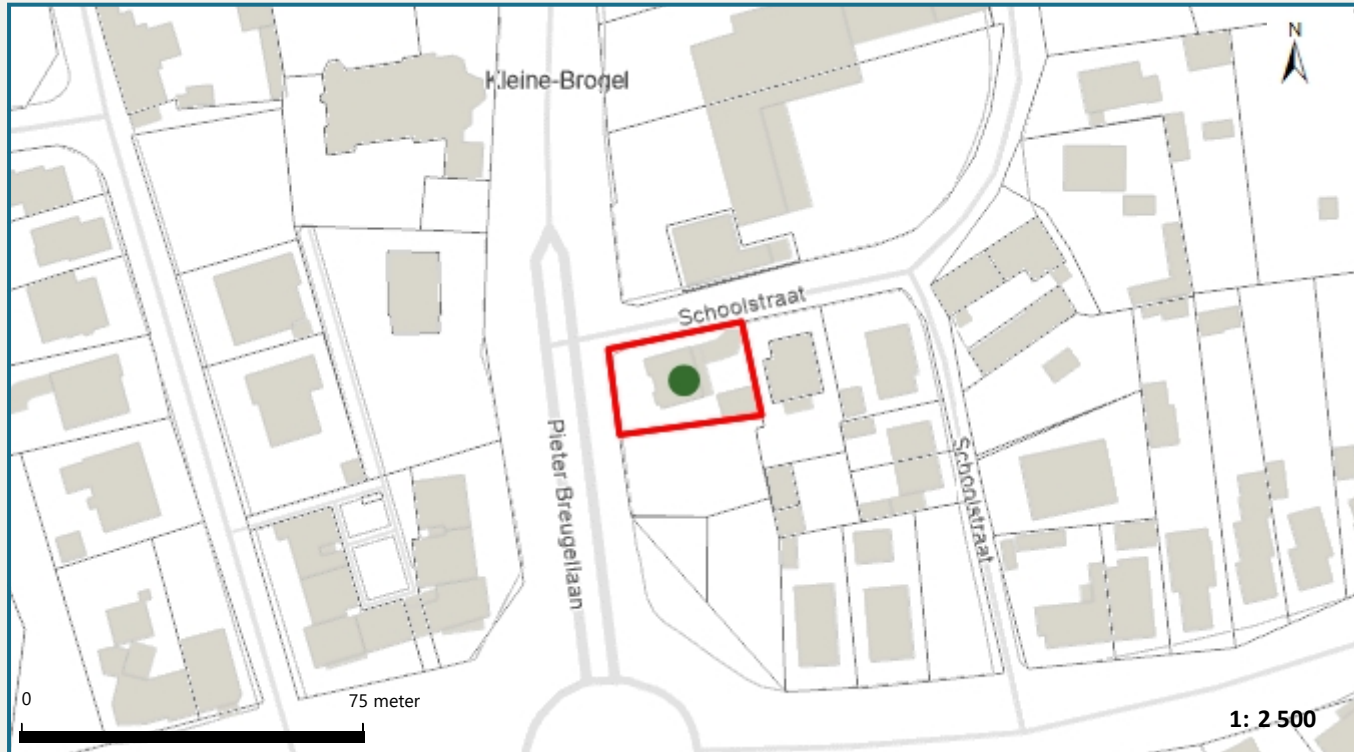 N
Kleine-Brogel
Schoolstraat
Pieter Breugellaan
Schoolstraat
0 75 meter
1: 2 500